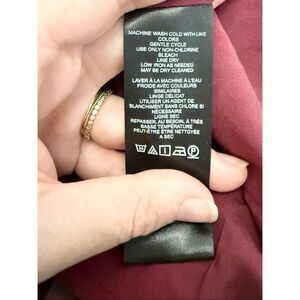 MACHINE WASH COLD WITH LIKE
COLORS
GENTLE CYCLE
USE ONLY NON-CHLORINE
BLEACH
LINE DRY
LOW IRON AS NEEDED
MAY BE DRY CLEANED
LAVER À LA MACHINE À L'EAU
FROIDE AVEC COULEURS
SIMILAIRES
LINGE DÉLICAT
UTILISER UN AGENT DE
BLANCHIMENT SANS CHLORE SI
NÉCESSAIRE
LIGNE SEC
REPASSER, AU BESOIN, À TRÈS
BASSE TEMPÉRATURE
PEUT-ÊTRE ÊTRE NETTOYÉE
A SEC